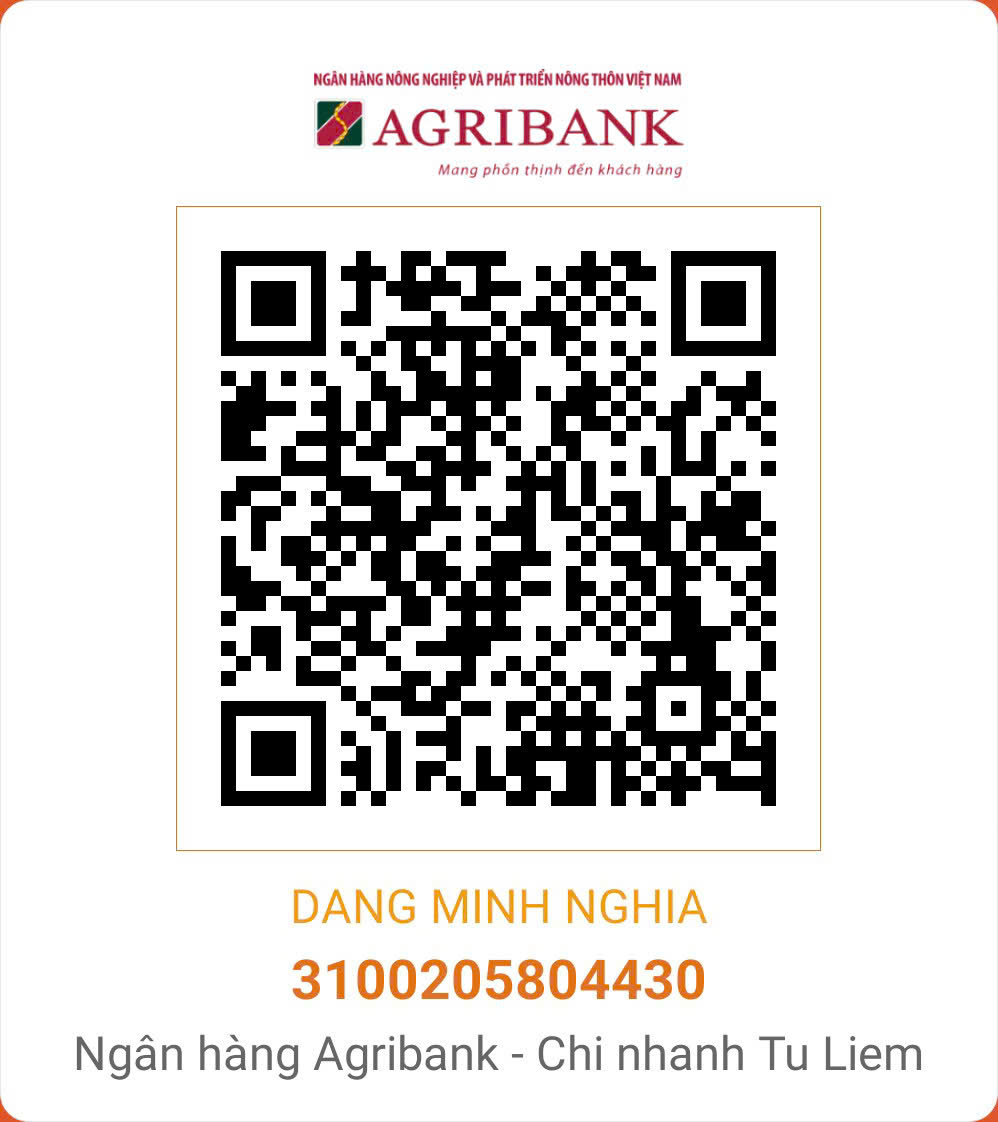 NGÂN HÀNG NÔNG NGHIỆP VÀ PHÁT TRIỂN NÔNG THÔN VIỆT NAM
AGRIBANK
Mang phồn thịnh đến khách hàng
DANG MINH NGHIA
3100205804430
Ngân hàng Agribank - Chi nhanh Tu Liem